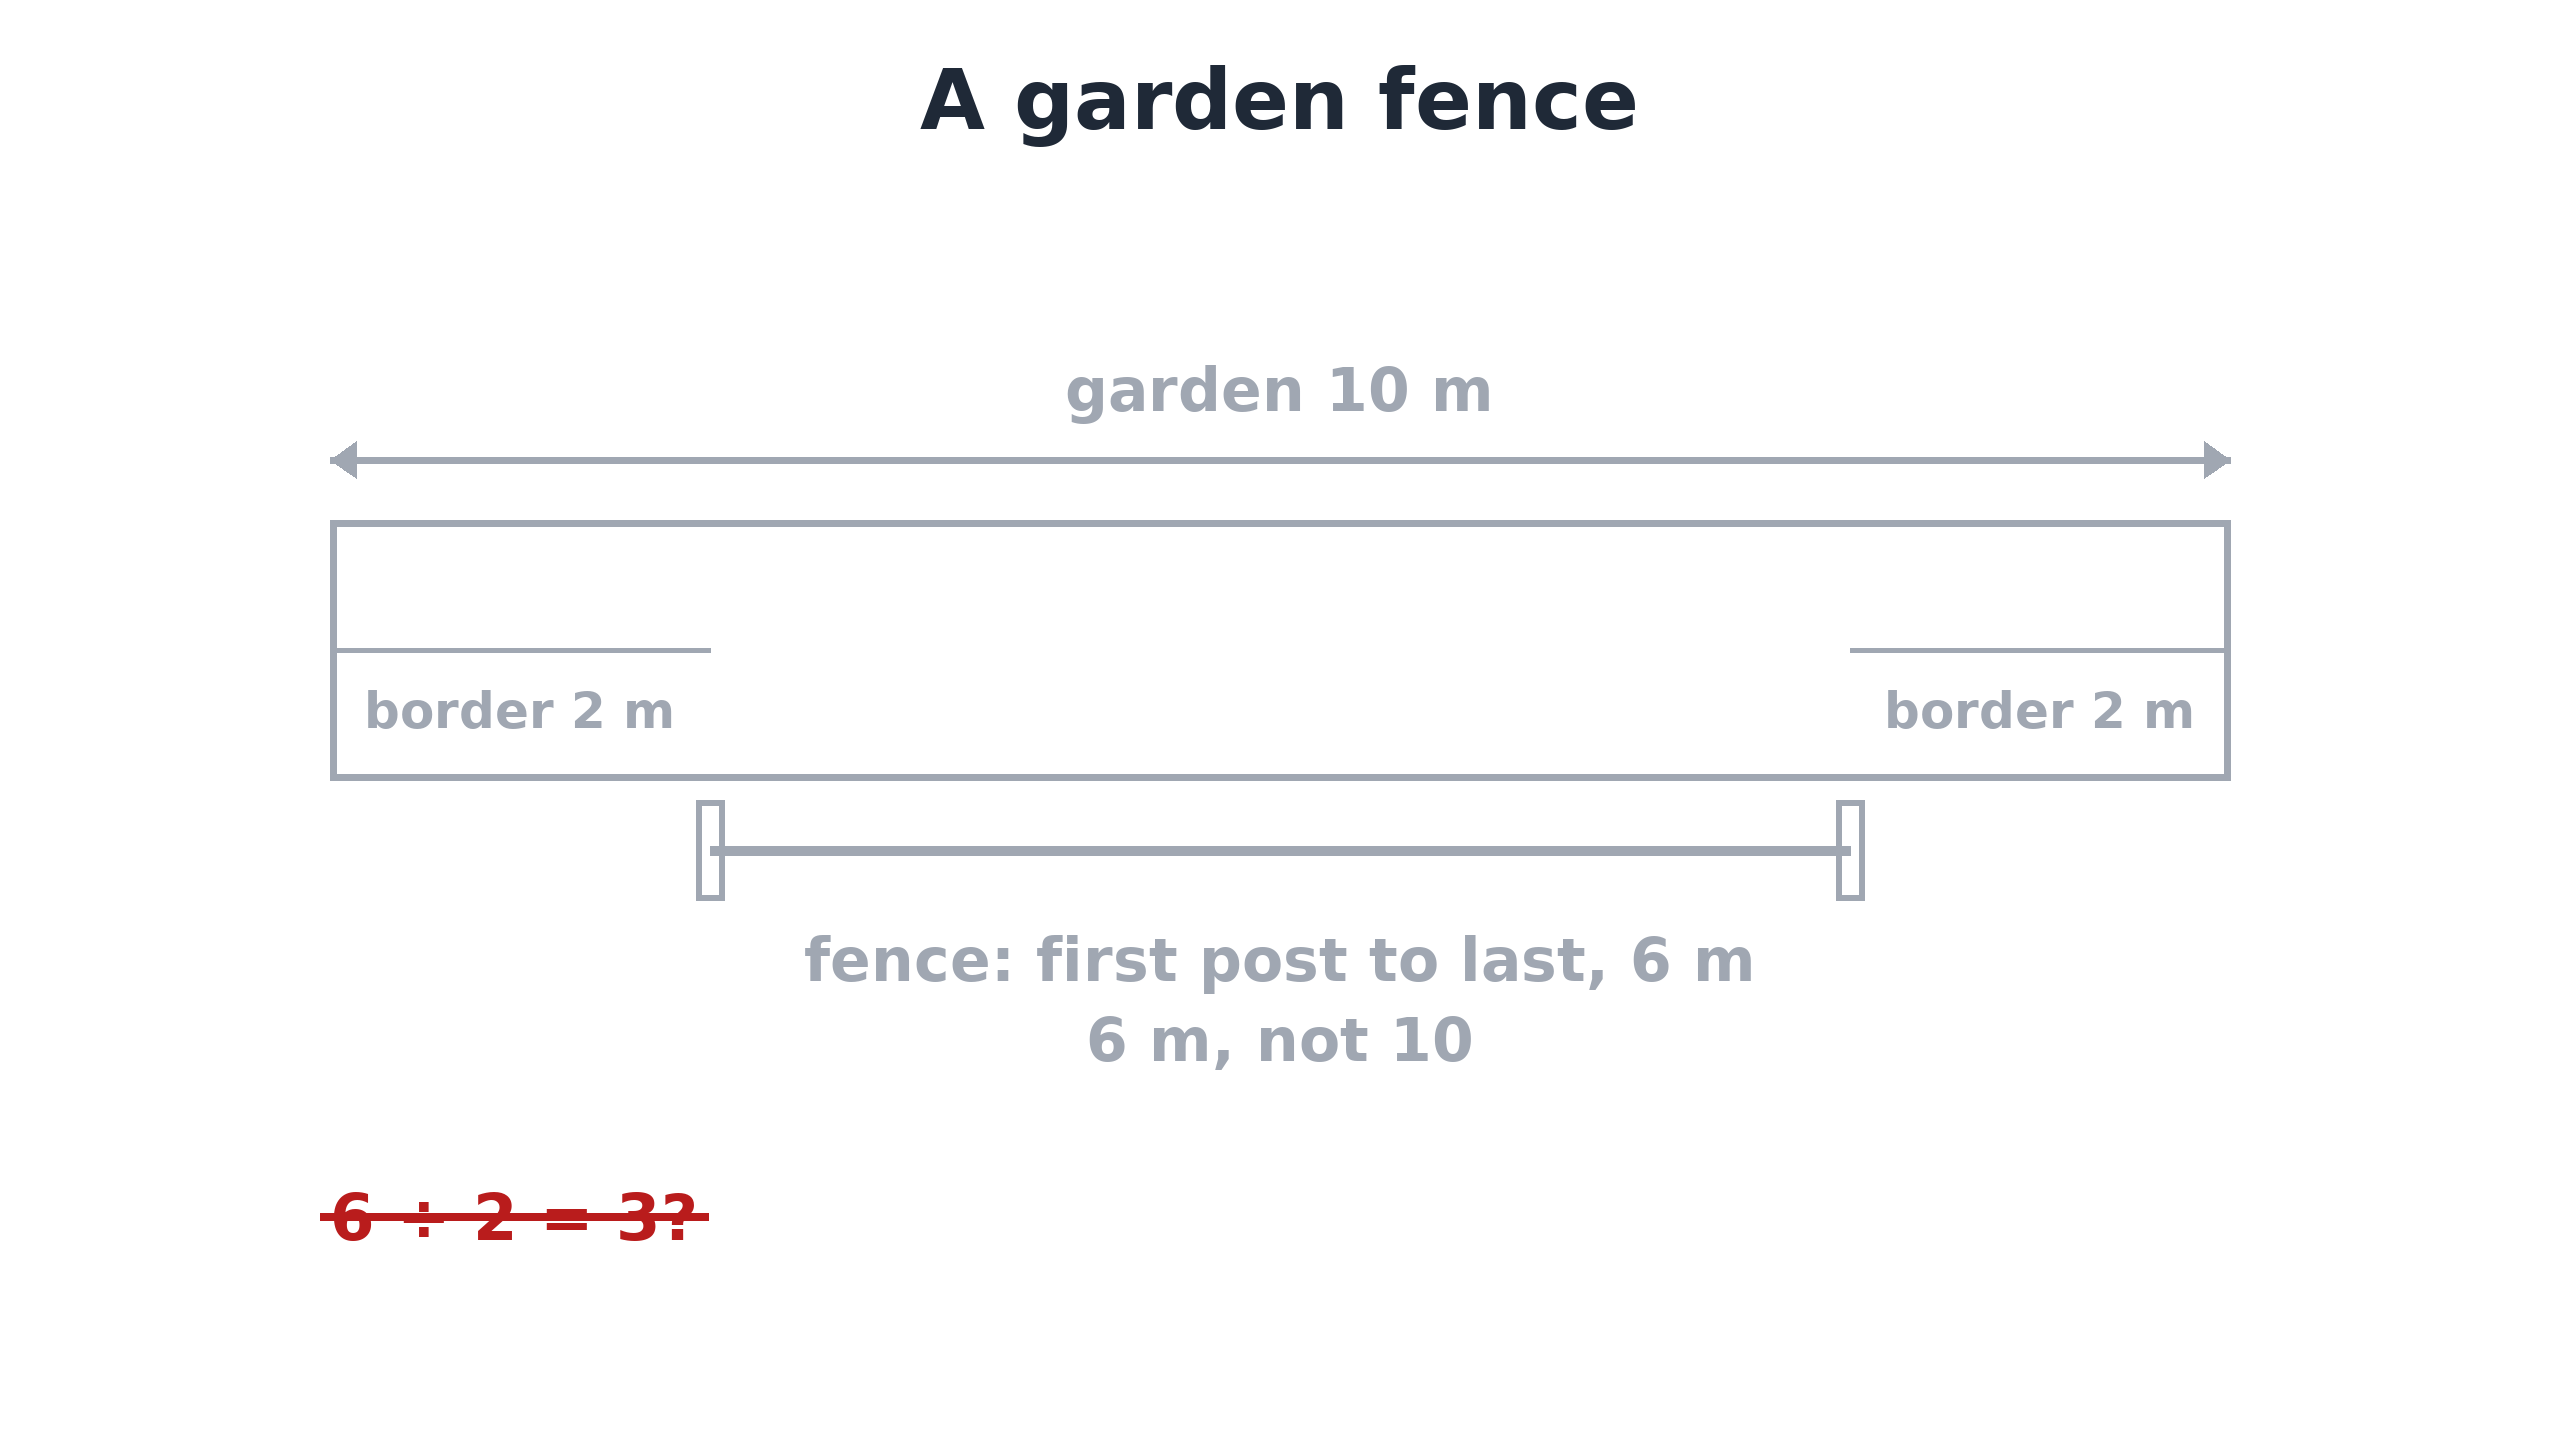 A garden fence
garden 10 m
border 2 m
border 2 m
fence: first post to last, 6 m
6 m, not 10
6 ÷ 2 = 3?